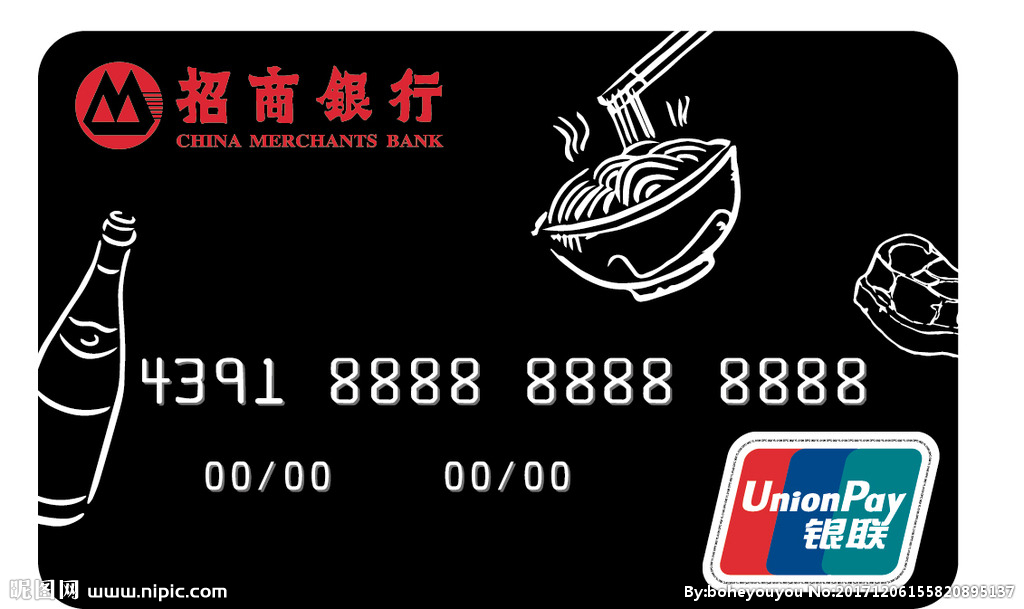 招商銀行
CHINA MERCHANTS BANK
4391 8888 8888 8888
00/00 00/00
UnionPay
银联
昵图网 www.nipic.com
By:boheyouyou No:20171206155820895137